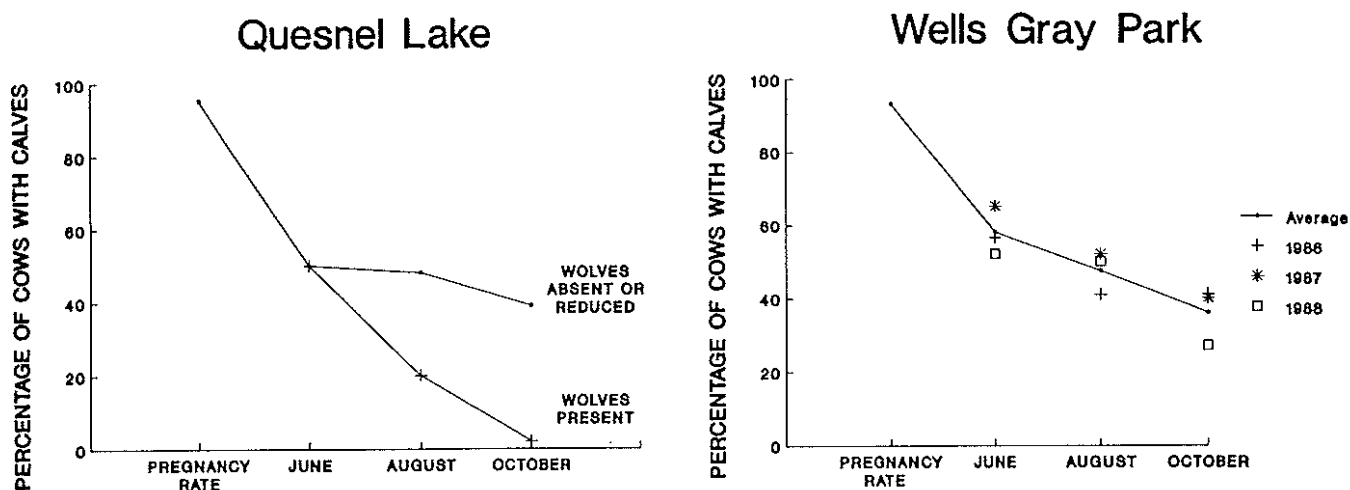 Quesnel Lake
PERCENTAGE OF COWS WITH CALVES
100
80
60
40
20
0
PREGNANCY
RATE
JUNE
AUGUST
OCTOBER
WOLVES
ABSENT OR
REDUCED
WOLVES
PRESENT
Wells Gray Park
PERCENTAGE OF COWS WITH CALVES
100
80
60
40
20
0
PREGNANCY
RATE
JUNE
AUGUST
OCTOBER
Average
1986
1987
1988